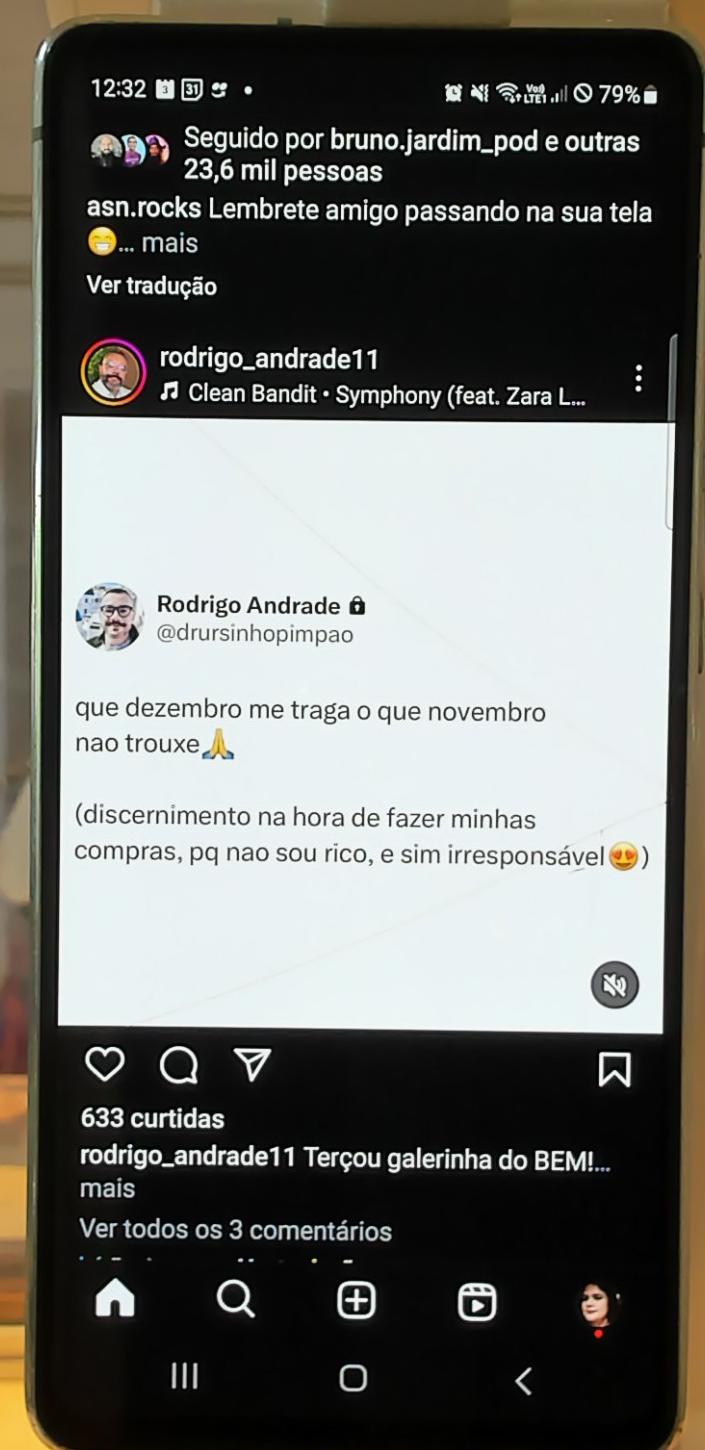 12:32 3 31
Vo) LTE1 79%
Seguido por bruno.jardim_pod e outras
23,6 mil pessoas
asn.rocks Lembrete amigo passando na sua tela
😁... mais
Ver tradução
rodrigo_andrade11
Clean Bandit • Symphony (feat. Zara L...
Rodrigo Andrade
@drursinhopimpao
que dezembro me traga o que novembro
nao trouxe🙏
(discernimento na hora de fazer minhas
compras, pq nao sou rico, e sim irresponsável😍)
633 curtidas
rodrigo_andrade11 Terçou galerinha do BEM!...
mais
Ver todos os 3 comentários